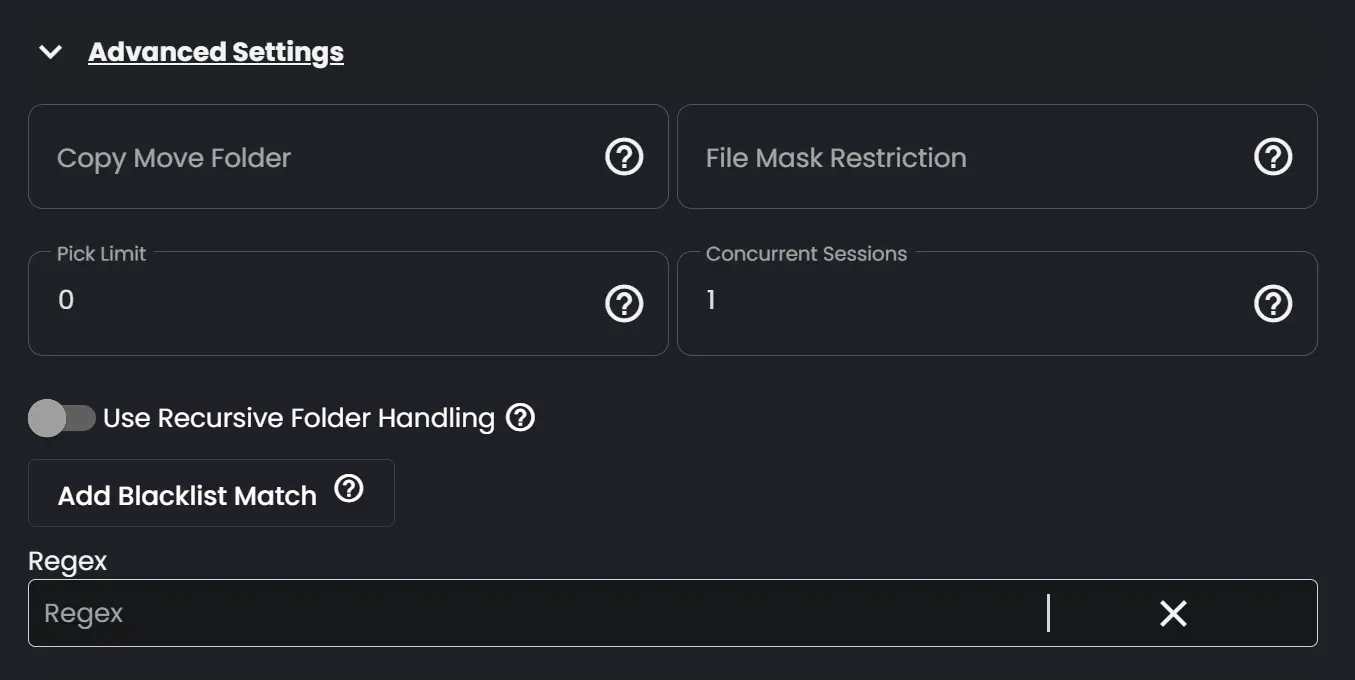 Advanced Settings
Copy Move Folder
File Mask Restriction
Pick Limit
0
Concurrent Sessions
1
Use Recursive Folder Handling
Add Blacklist Match
Regex
Regex